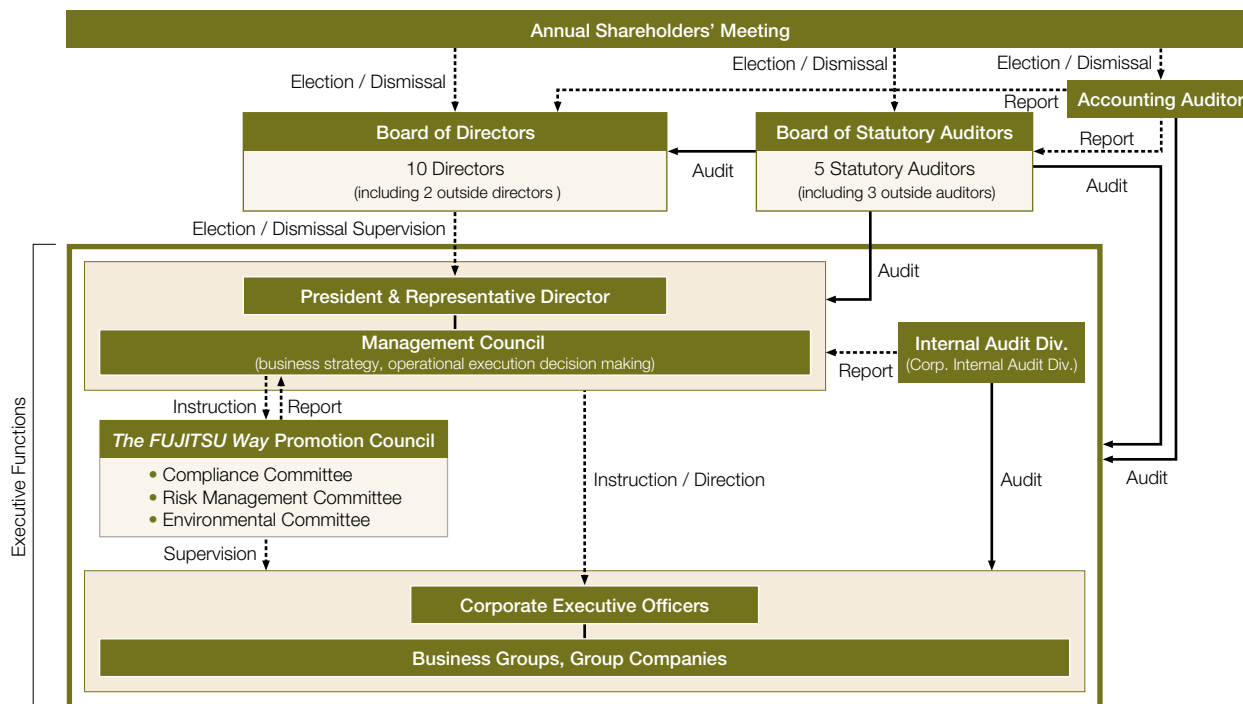 Annual Shareholders' Meeting
Election / Dismissal
Election / Dismissal
Election / Dismissal
Report
Accounting Auditor
Board of Directors
10 Directors
(including 2 outside directors )
Audit
Board of Statutory Auditors
5 Statutory Auditors
(including 3 outside auditors)
Report
Audit
Election / Dismissal Supervision
Audit
Executive Functions
President & Representative Director
Management Council
(business strategy, operational execution decision making)
Report
Internal Audit Div.
(Corp. Internal Audit Div.)
Instruction
Report
The FUJITSU Way Promotion Council
• Compliance Committee
• Risk Management Committee
• Environmental Committee
Instruction / Direction
Audit
Audit
Supervision
Corporate Executive Officers
Business Groups, Group Companies